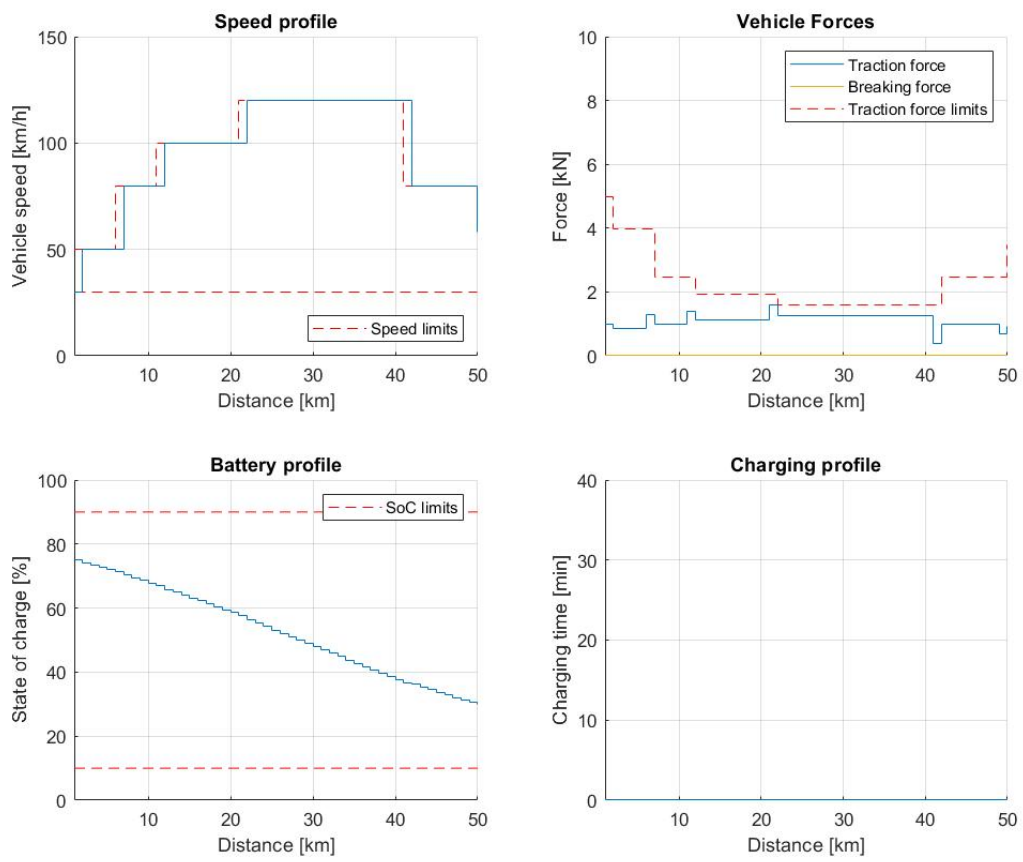 Speed profile
150
100
50
0
Vehicle speed [km/h]
Speed limits
10 20 30 40 50
Distance [km]
Vehicle Forces
10
8
6
4
2
0
Force [kN]
Traction force
Breaking force
Traction force limits
10 20 30 40 50
Distance [km]
Battery profile
100
80
60
40
20
0
State of charge [%]
SoC limits
10 20 30 40 50
Distance [km]
Charging profile
40
30
20
10
0
Charging time [min]
10 20 30 40 50
Distance [km]